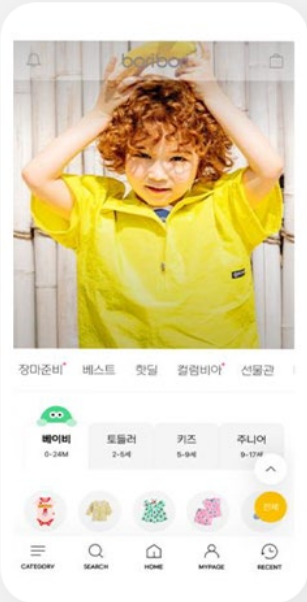 boribori
장마준비 베스트 핫딜 컬럼비아 선물관
베이비 토들러 키즈 주니어
0-24M 2-5세 5-9세 9-17세
전체
CATEGORY SEARCH HOME MYPAGE RECENT